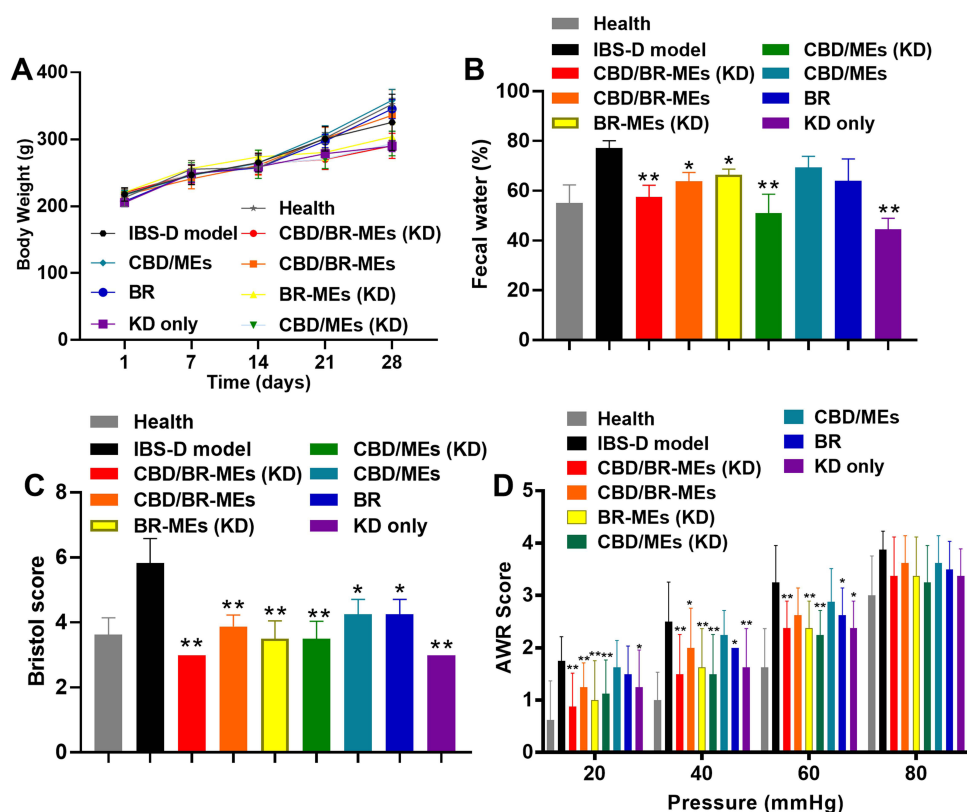 A
400
300
200
100
0
Body Weight (g)
1 7 14 21 28
Time (days)
Health
IBS-D model
CBD/BR-MEs (KD)
CBD/MEs
CBD/BR-MEs
BR
BR-MEs (KD)
KD only
CBD/MEs (KD)
B
Health
IBS-D model
CBD/MEs (KD)
CBD/BR-MEs (KD)
CBD/MEs
CBD/BR-MEs
BR
BR-MEs (KD)
KD only
100
80
60
40
20
0
Fecal water (%)
** * * ** **
C
Health
IBS-D model
CBD/MEs (KD)
CBD/BR-MEs (KD)
CBD/MEs
CBD/BR-MEs
BR
BR-MEs (KD)
KD only
8
6
4
2
0
Bristol score
** ** ** ** * * **
D
Health
CBD/MEs
IBS-D model
BR
CBD/BR-MEs (KD)
KD only
CBD/BR-MEs
BR-MEs (KD)
CBD/MEs (KD)
5
4
3
2
1
0
AWR Score
** ** ** ** *
** * ** ** * **
** ** ** * *
20 40 60 80
Pressure (mmHg)